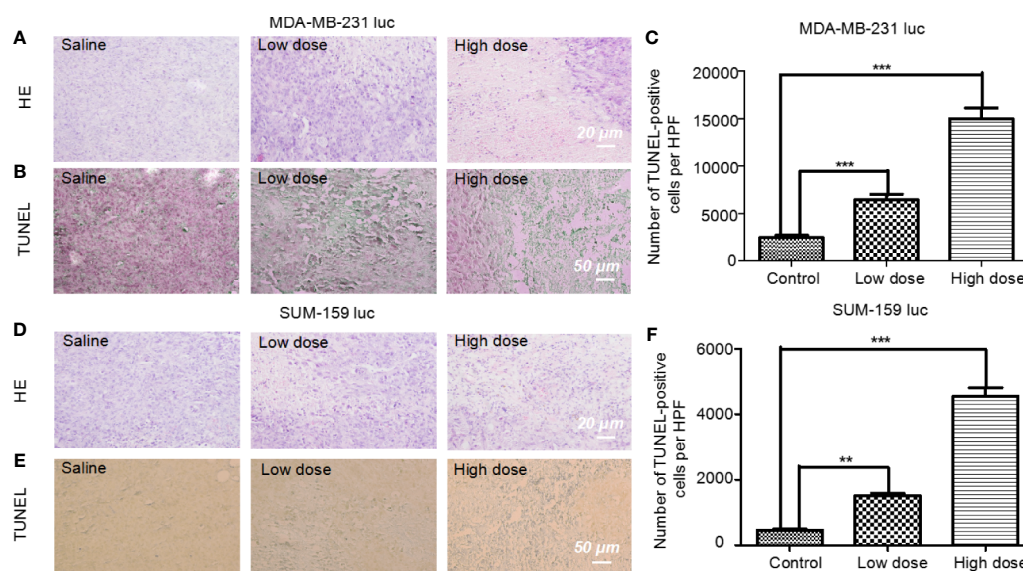 MDA-MB-231 luc
A
HE
Saline
Low dose
High dose
20 µm
B
TUNEL
Saline
Low dose
High dose
50 µm
C
MDA-MB-231 luc
Number of TUNEL-positive
cells per HPF
20000
15000
10000
5000
0
***
***
Control
Low dose
High dose
SUM-159 luc
D
HE
Saline
Low dose
High dose
20 µm
E
TUNEL
Saline
Low dose
High dose
50 µm
F
SUM-159 luc
Number of TUNEL-positive
cells per HPF
6000
4000
2000
0
***
**
Control
Low dose
High dose